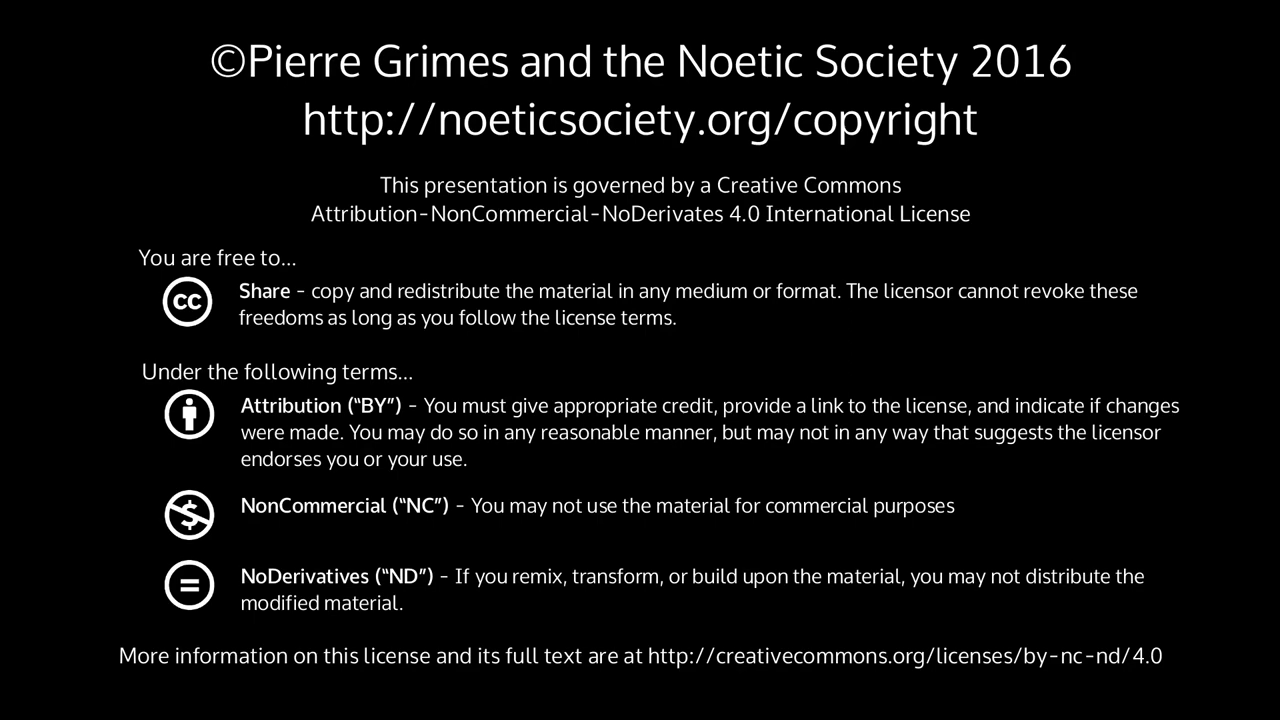 ©Pierre Grimes and the Noetic Society 2016
http://noeticsociety.org/copyright
This presentation is governed by a Creative Commons
Attribution-NonCommercial-NoDerivates 4.0 International License
You are free to...
cc
Share - copy and redistribute the material in any medium or format. The licensor cannot revoke these
freedoms as long as you follow the license terms.
Under the following terms...
Attribution (“BY”) - You must give appropriate credit, provide a link to the license, and indicate if changes
were made. You may do so in any reasonable manner, but may not in any way that suggests the licensor
endorses you or your use.
NonCommercial (“NC”) - You may not use the material for commercial purposes
NoDerivatives (“ND”) - If you remix, transform, or build upon the material, you may not distribute the
modified material.
More information on this license and its full text are at http://creativecommons.org/licenses/by-nc-nd/4.0